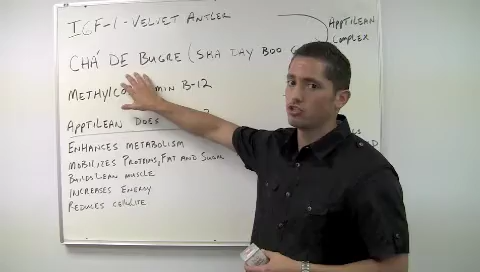 IGF-1 - VELVET ANTLER
APPTILEAN
COMPLEX
CHÁ DE BUGRE (SHA ZAY BOO
METHYLCO MIN B-12
APPTILEAN DOES ?
ENHANCES METABOLISM
MOBILIZES PROTEINS, FAT AND SUGAR
BUILDS LEAN MUSCLE
INCREASES ENERGY
REDUCES CELLULITE